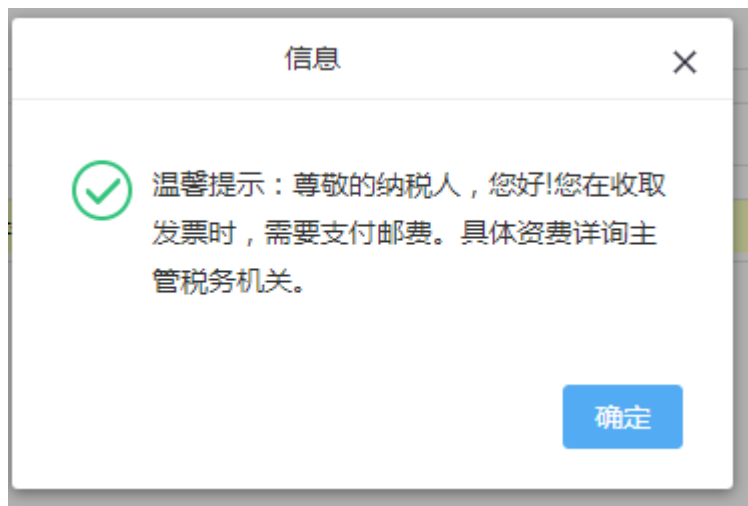 信息
温馨提示：尊敬的纳税人，您好!您在收取
发票时，需要支付邮费。具体资费详询主
管税务机关。
确定